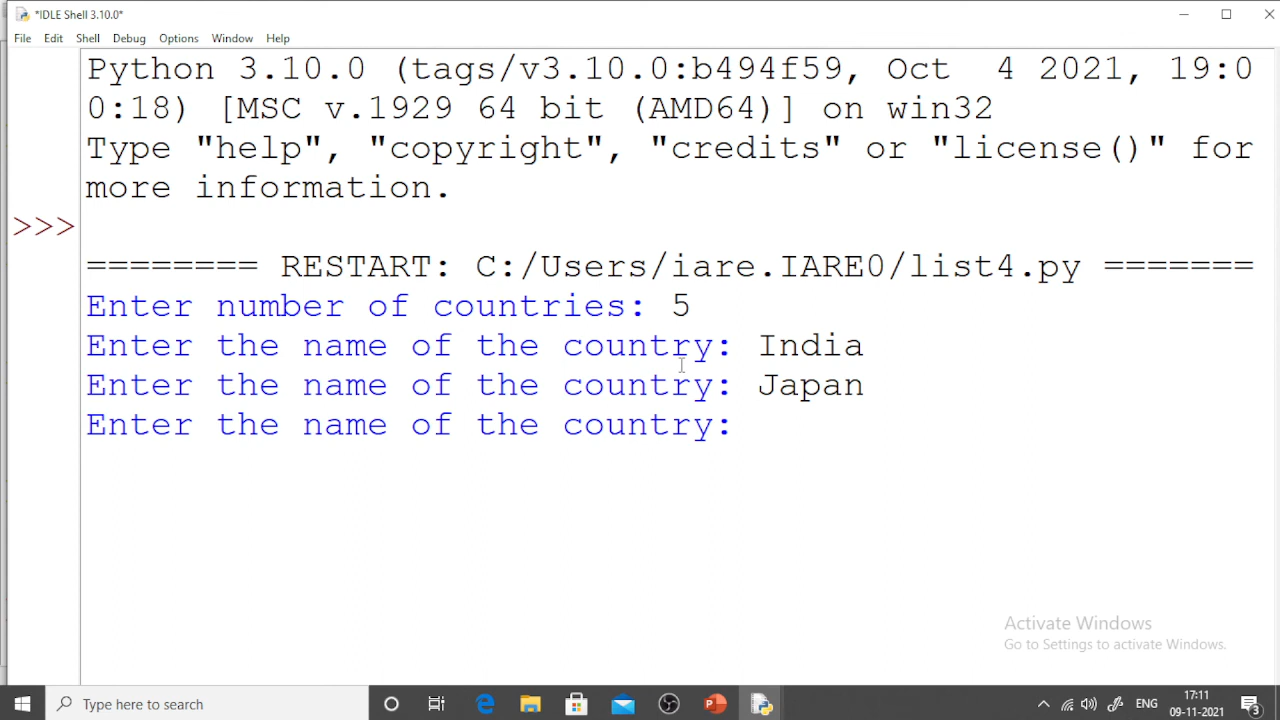 *IDLE Shell 3.10.0*
File Edit Shell Debug Options Window Help
Python 3.10.0 (tags/v3.10.0:b494f59, Oct  4 2021, 19:0
0:18) [MSC v.1929 64 bit (AMD64)] on win32
Type "help", "copyright", "credits" or "license()" for
more information.
>>>
======== RESTART: C:/Users/iare.IARE0/list4.py =======
Enter number of countries: 5
Enter the name of the country: India
Enter the name of the country: Japan
Enter the name of the country:
Activate Windows
Go to Settings to activate Windows.
Type here to search
ENG
17:11
09-11-2021
3